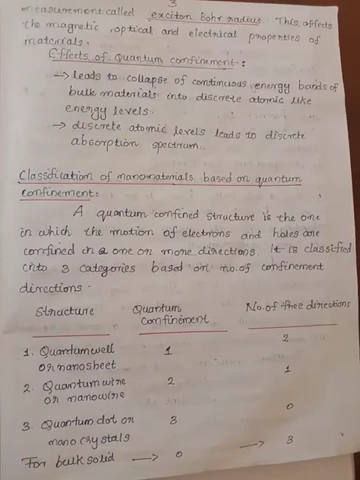 3
measurement called exciton Bohr radius. This affects
the magnetic, optical and electrical properties of
materials.
Effects of Quantum confinement:
→ leads to collapse of continuous energy bands of
bulk materials into discrete atomic like
energy levels.
→ discrete atomic levels leads to discrete
absorption spectrum.
Classification of nanomaterials based on quantum
confinement:
A quantum confined structure is the one
in which the motion of electrons and holes are
confined in one or more directions. It is classified
into 3 categories based on no. of confinement
directions -
Structure Quantum confinement No. of free directions
1. Quantumwell or nanosheet 1 2
2. Quantum wire or nanowire 2 1
3. Quantum dot or nano crystals 3 0
For bulk solid → 0 → 3